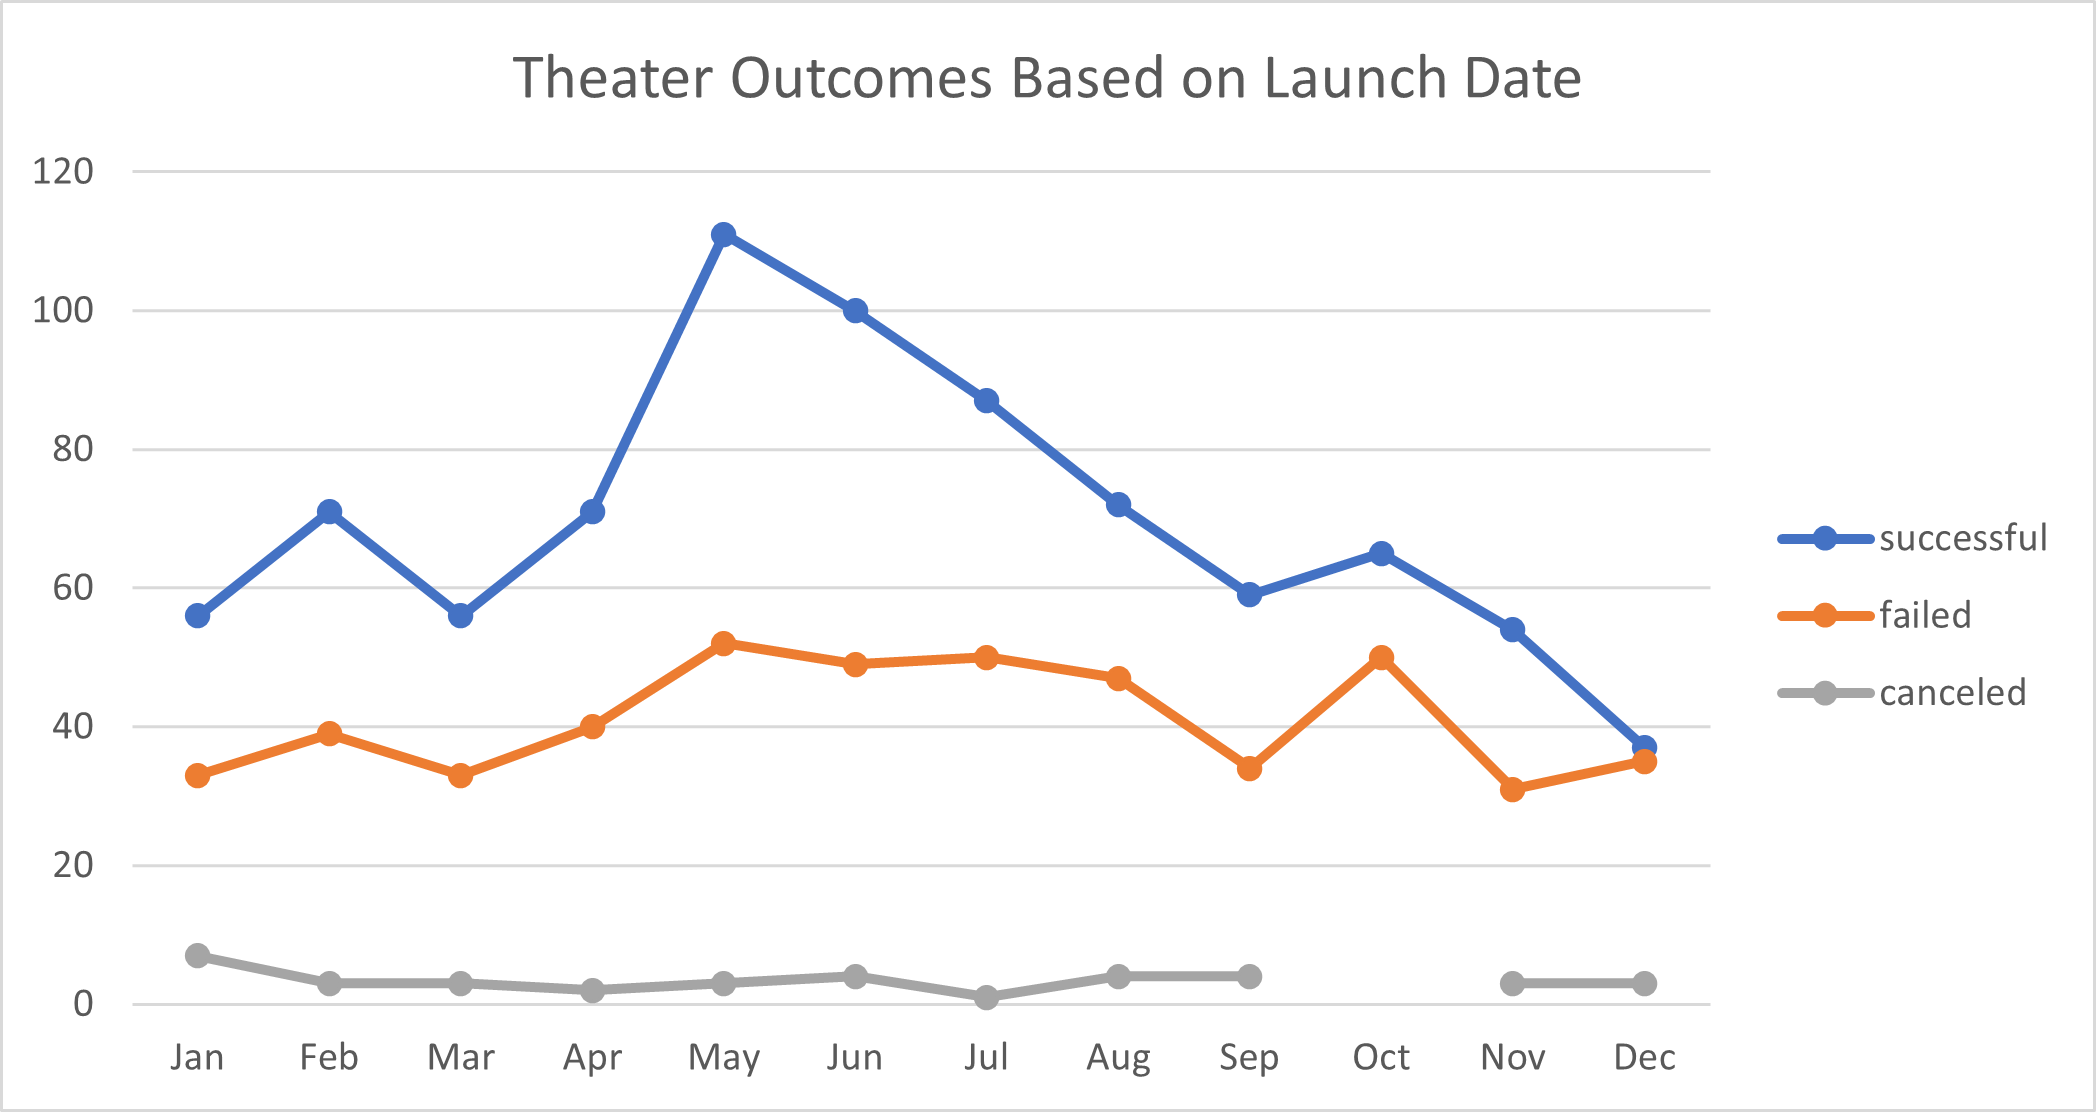 Theater Outcomes Based on Launch Date
120
100
80
60
40
20
0
Jan Feb Mar Apr May Jun Jul Aug Sep Oct Nov Dec
successful
failed
canceled